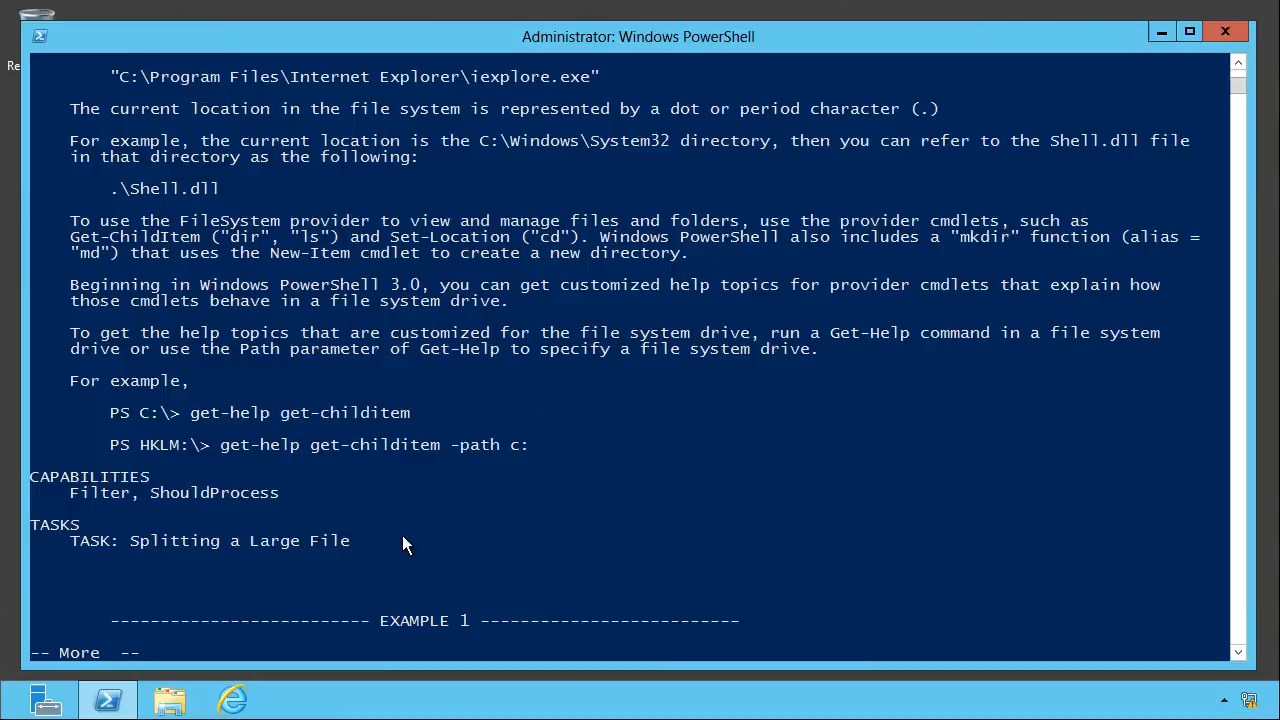 Administrator: Windows PowerShell
Re
"C:\Program Files\Internet Explorer\iexplore.exe"
The current location in the file system is represented by a dot or period character (.)
For example, the current location is the C:\Windows\System32 directory, then you can refer to the Shell.dll file
in that directory as the following:
.\Shell.dll
To use the FileSystem provider to view and manage files and folders, use the provider cmdlets, such as
Get-ChildItem ("dir", "ls") and Set-Location ("cd"). Windows PowerShell also includes a "mkdir" function (alias =
"md") that uses the New-Item cmdlet to create a new directory.
Beginning in Windows PowerShell 3.0, you can get customized help topics for provider cmdlets that explain how
those cmdlets behave in a file system drive.
To get the help topics that are customized for the file system drive, run a Get-Help command in a file system
drive or use the Path parameter of Get-Help to specify a file system drive.
For example,
PS C:\> get-help get-childitem
PS HKLM:\> get-help get-childitem -path c:
CAPABILITIES
Filter, ShouldProcess
TASKS
TASK: Splitting a Large File
-------------------------- EXAMPLE 1 --------------------------
-- More  --